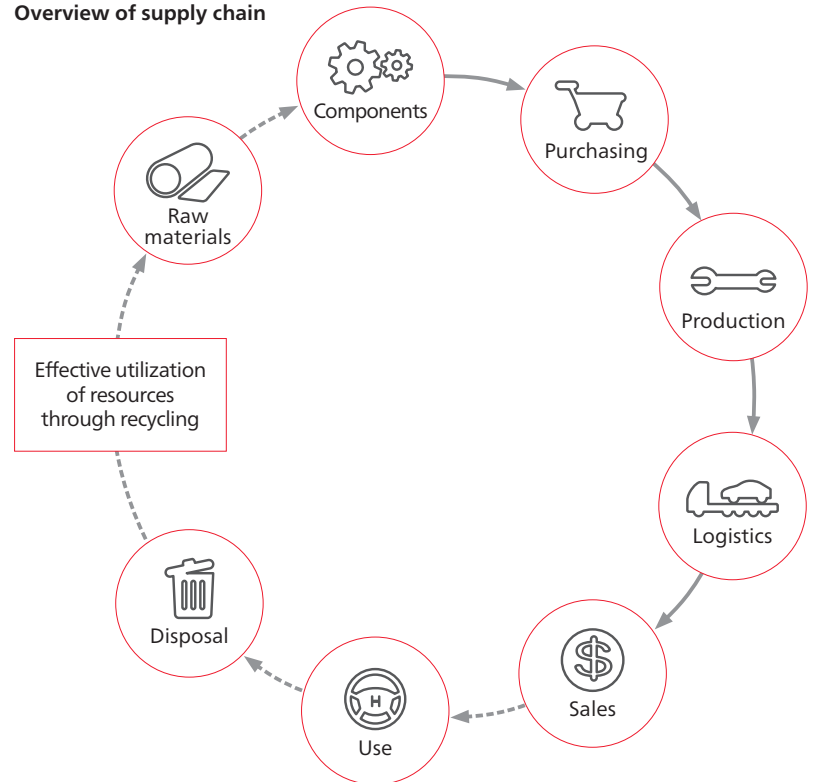 Overview of supply chain
Components
Purchasing
Production
Logistics
Sales
$
Use
H
Disposal
Effective utilization
of resources
through recycling
Raw
materials